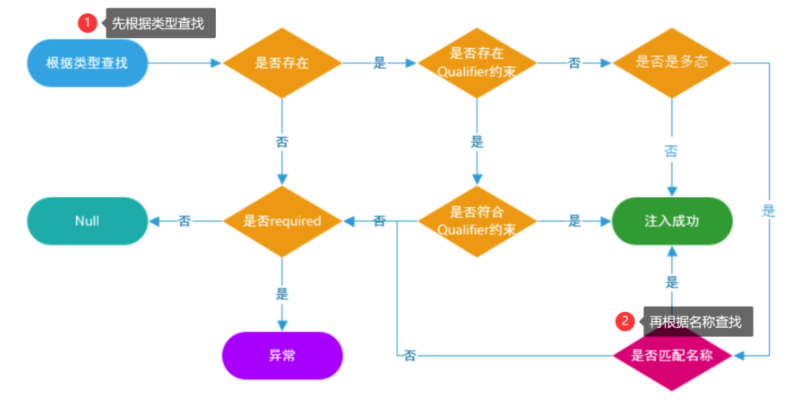 1 先根据类型查找
根据类型查找
是否存在
是
是否存在
Qualifier约束
否
是否是多态
否
是
否
是
Null
否
是否required
否
是否符合
Qualifier约束
是
注入成功
是
是
2 再根据名称查找
异常
否
是否匹配名称